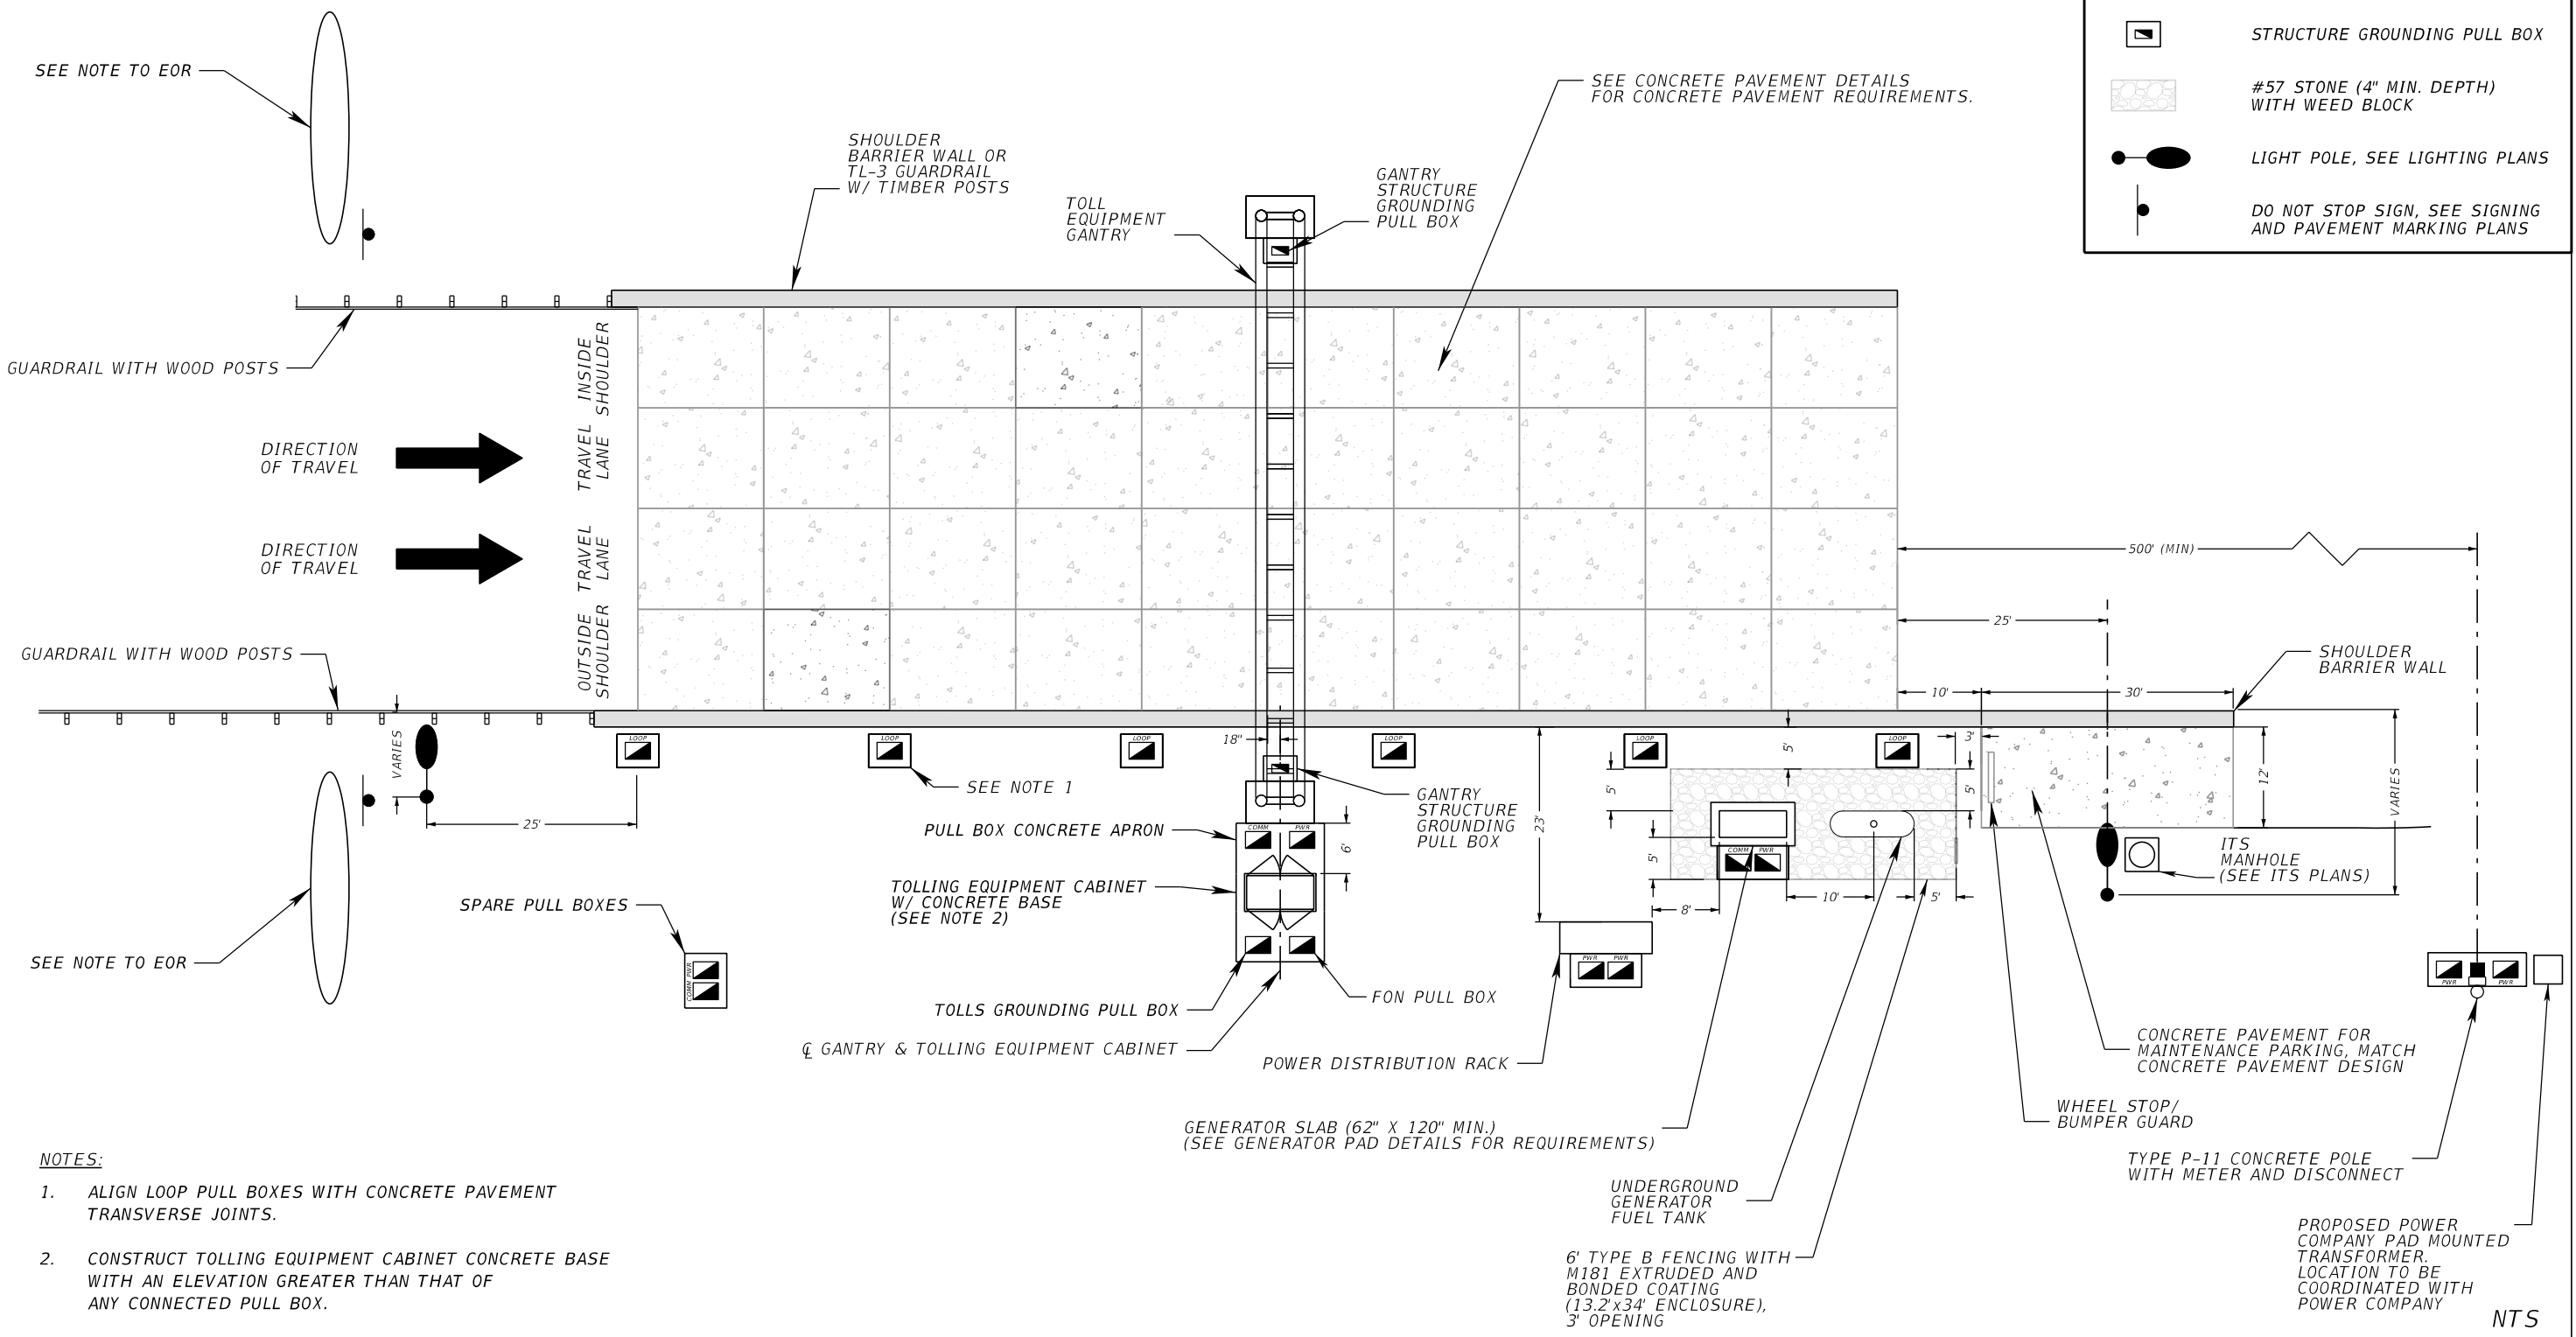 STRUCTURE GROUNDING PULL BOX
#57 STONE (4" MIN. DEPTH)
WITH WEED BLOCK
LIGHT POLE, SEE LIGHTING PLANS
DO NOT STOP SIGN, SEE SIGNING
AND PAVEMENT MARKING PLANS
SEE NOTE TO EOR
SEE CONCRETE PAVEMENT DETAILS
FOR CONCRETE PAVEMENT REQUIREMENTS.
SHOULDER
BARRIER WALL OR
TL-3 GUARDRAIL
W/ TIMBER POSTS
TOLL
EQUIPMENT
GANTRY
GANTRY
STRUCTURE
GROUNDING
PULL BOX
GUARDRAIL WITH WOOD POSTS
INSIDE
SHOULDER
TRAVEL
LANE
TRAVEL
LANE
OUTSIDE
SHOULDER
DIRECTION
OF TRAVEL
DIRECTION
OF TRAVEL
500' (MIN)
25'
10'
30'
SHOULDER
BARRIER WALL
GUARDRAIL WITH WOOD POSTS
VARIES
25'
LOOP
LOOP
LOOP
LOOP
LOOP
LOOP
18"
5'
3'
12'
VARIES
SEE NOTE 1
GANTRY
STRUCTURE
GROUNDING
PULL BOX
5'
5'
5'
23'
6'
COMM PWR
COMM PWR
10'
5'
8'
PULL BOX CONCRETE APRON
TOLLING EQUIPMENT CABINET
W/ CONCRETE BASE
(SEE NOTE 2)
ITS
MANHOLE
(SEE ITS PLANS)
SPARE PULL BOXES
COMM PWR
SEE NOTE TO EOR
PWR PWR
PWR PWR
TOLLS GROUNDING PULL BOX
FON PULL BOX
℄ GANTRY & TOLLING EQUIPMENT CABINET
POWER DISTRIBUTION RACK
CONCRETE PAVEMENT FOR
MAINTENANCE PARKING, MATCH
CONCRETE PAVEMENT DESIGN
WHEEL STOP/
BUMPER GUARD
GENERATOR SLAB (62" X 120" MIN.)
(SEE GENERATOR PAD DETAILS FOR REQUIREMENTS)
TYPE P-11 CONCRETE POLE
WITH METER AND DISCONNECT
UNDERGROUND
GENERATOR
FUEL TANK
6' TYPE B FENCING WITH
M181 EXTRUDED AND
BONDED COATING
(13.2'x34' ENCLOSURE),
3' OPENING
PROPOSED POWER
COMPANY PAD MOUNTED
TRANSFORMER.
LOCATION TO BE
COORDINATED WITH
POWER COMPANY
NOTES:
1. ALIGN LOOP PULL BOXES WITH CONCRETE PAVEMENT
TRANSVERSE JOINTS.
2. CONSTRUCT TOLLING EQUIPMENT CABINET CONCRETE BASE
WITH AN ELEVATION GREATER THAN THAT OF
ANY CONNECTED PULL BOX.
NTS